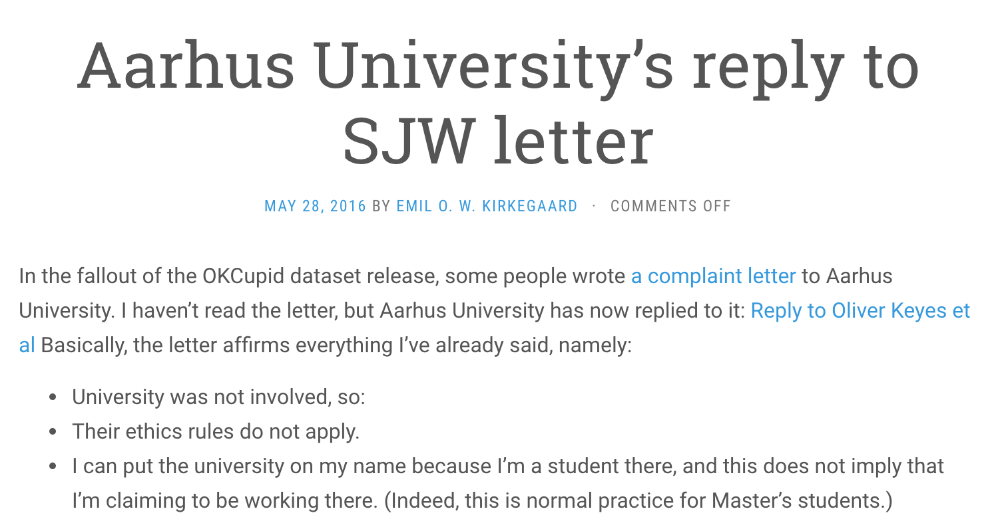 Aarhus University’s reply to
SJW letter
MAY 28, 2016 BY EMIL O. W. KIRKEGAARD · COMMENTS OFF
In the fallout of the OKCupid dataset release, some people wrote a complaint letter to Aarhus
University. I haven’t read the letter, but Aarhus University has now replied to it: Reply to Oliver Keyes et
al Basically, the letter affirms everything I’ve already said, namely:
• University was not involved, so:
• Their ethics rules do not apply.
• I can put the university on my name because I’m a student there, and this does not imply that
I’m claiming to be working there. (Indeed, this is normal practice for Master’s students.)